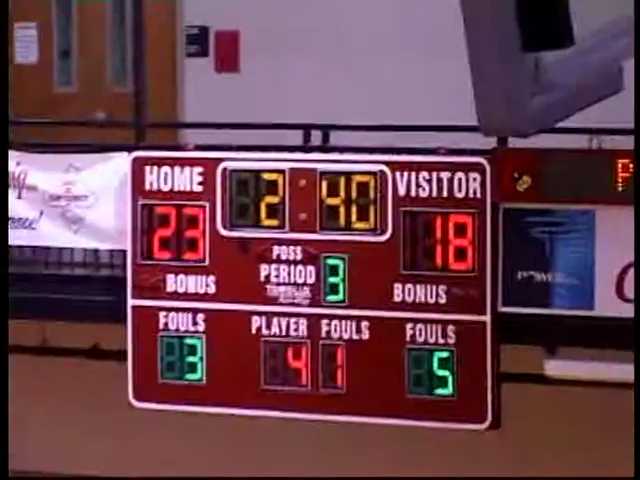 HOME 2:40 VISITOR
23 18
POSS
BONUS PERIOD 3 BONUS
FOULS PLAYER FOULS FOULS
3 4 1 5